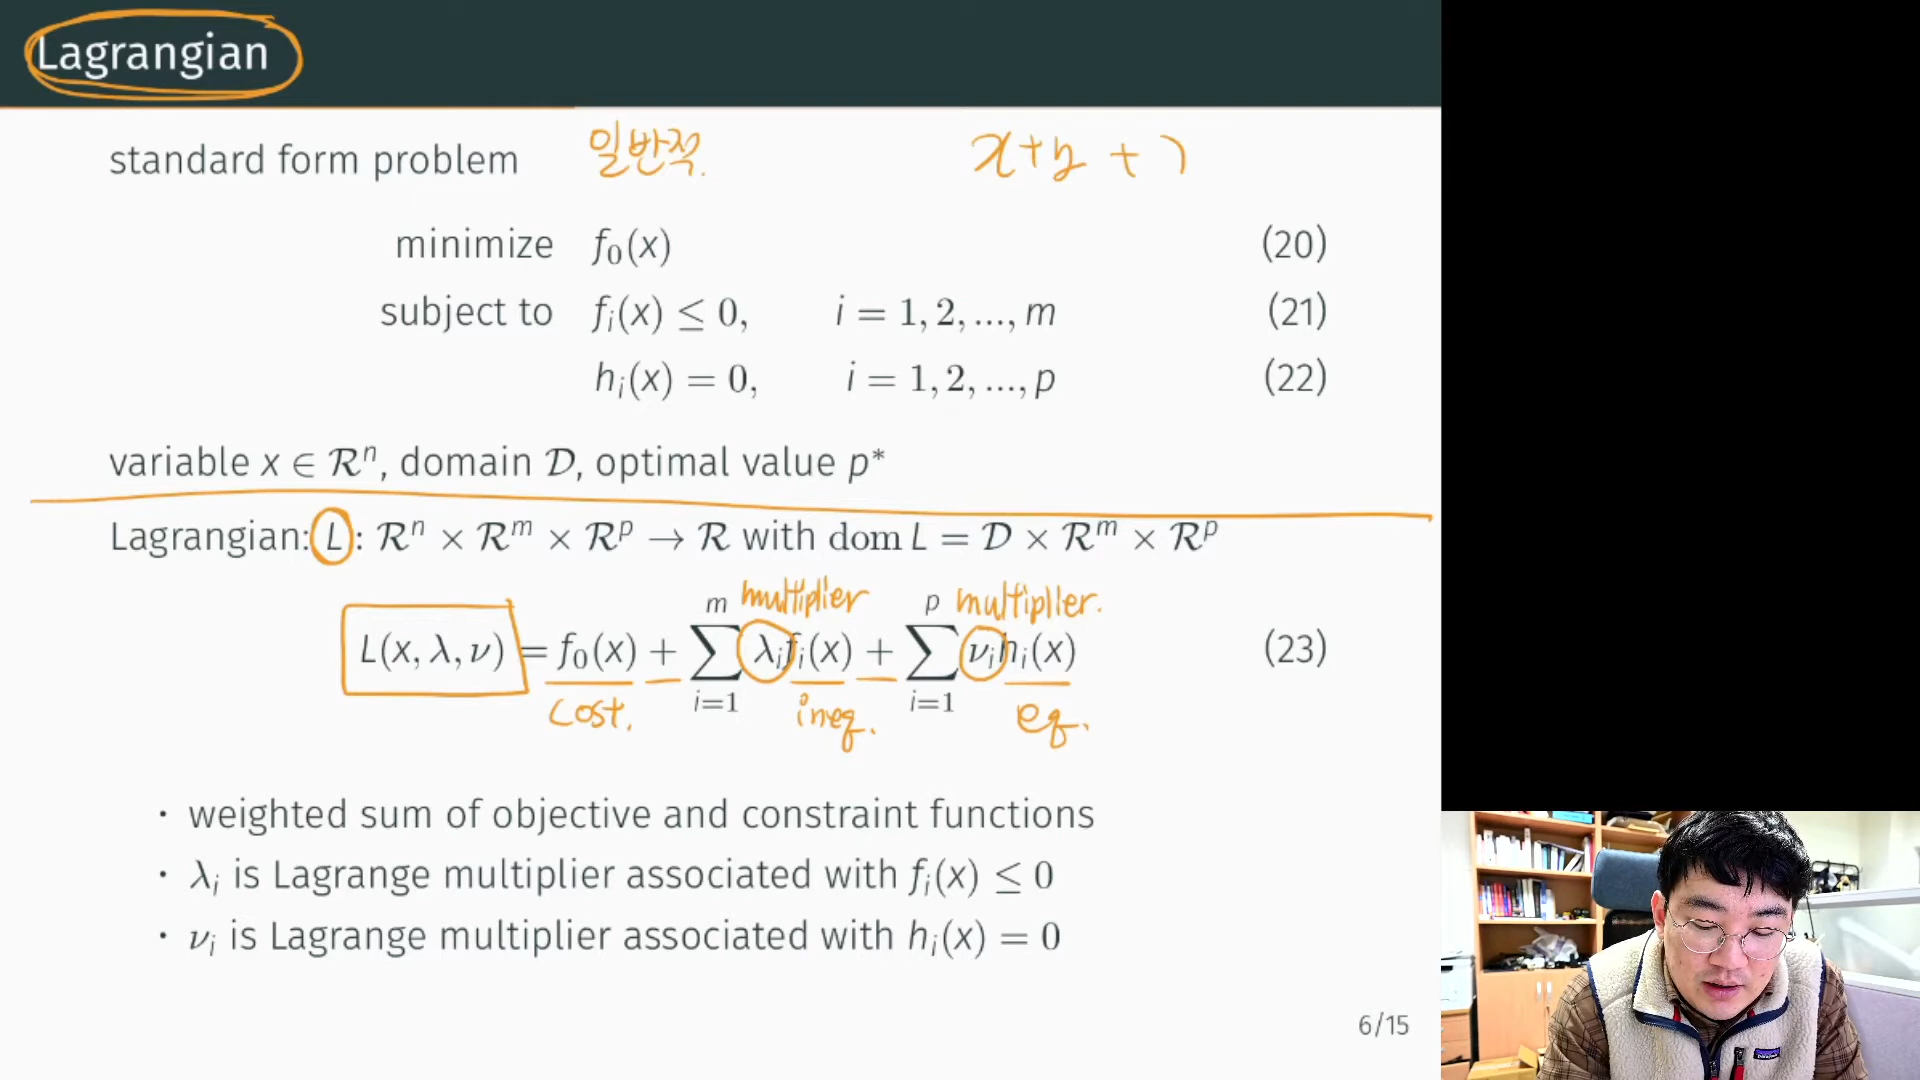 Lagrangian
standard form problem 일반적. x+y + 7
minimize f₀(x) (20)
subject to fᵢ(x) ≤ 0, i = 1, 2, ..., m (21)
hᵢ(x) = 0, i = 1, 2, ..., p (22)
variable x ∈ ℛⁿ, domain 𝒟, optimal value p*
Lagrangian: L : ℛⁿ × ℛᵐ × ℛᵖ → ℛ with dom L = 𝒟 × ℛᵐ × ℛᵖ
multiplier multiplier.
L(x, λ, ν) = f₀(x) + ∑ᵢ₌₁ᵐ λᵢfᵢ(x) + ∑ᵢ₌₁ᵖ νᵢhᵢ(x) (23)
cost. ineq. eq.
· weighted sum of objective and constraint functions
· λᵢ is Lagrange multiplier associated with fᵢ(x) ≤ 0
· νᵢ is Lagrange multiplier associated with hᵢ(x) = 0
6/15
patagonia